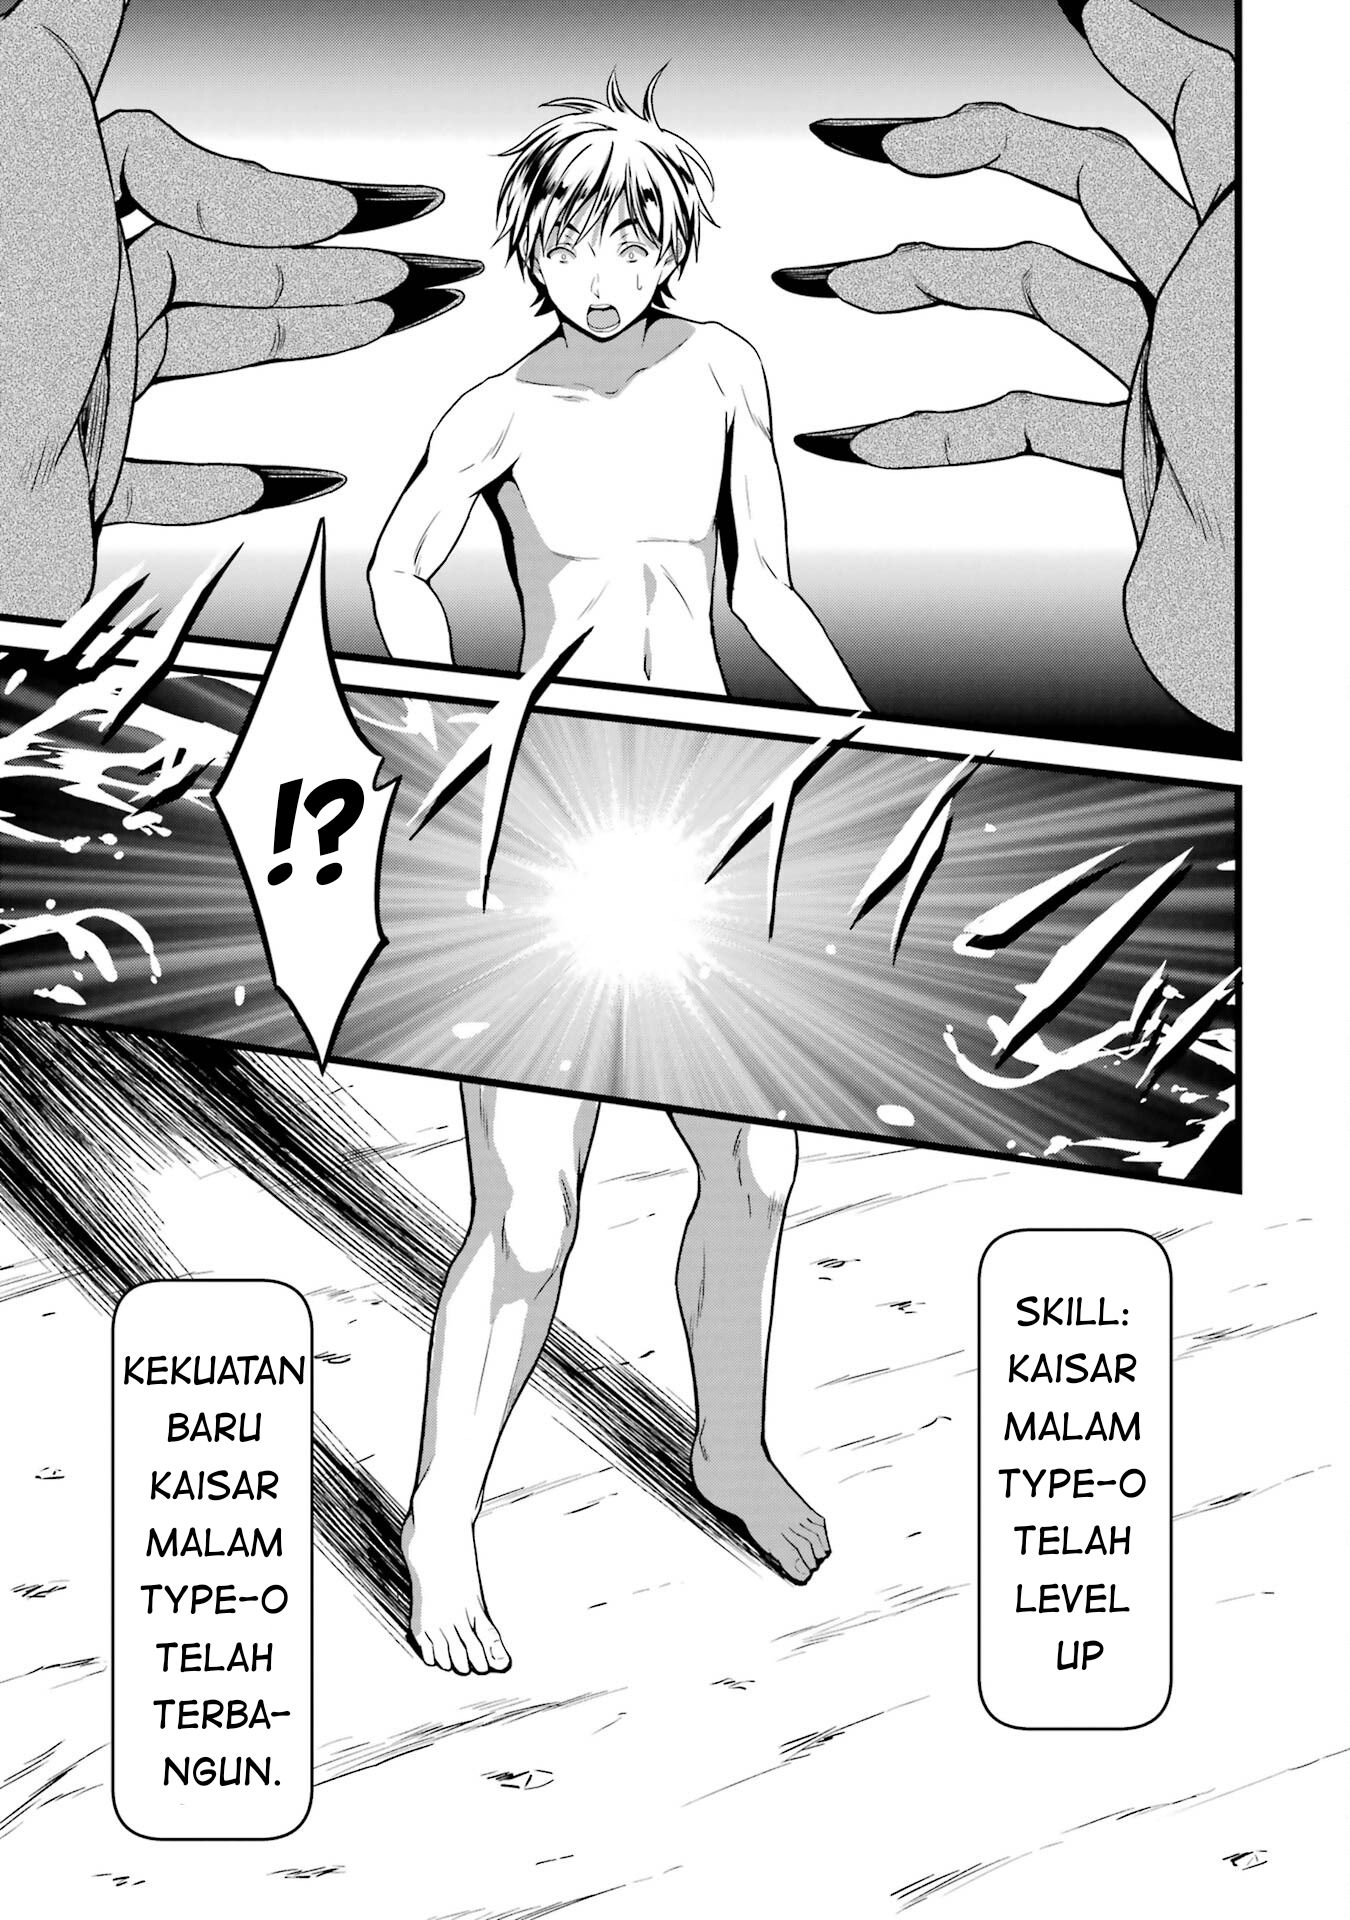 !?
SKILL:
KAISAR
MALAM
TYPE-O
TELAH
LEVEL
UP
KEKUATAN
BARU
KAISAR
MALAM
TYPE-O
TELAH
TERBA-
NGUN.